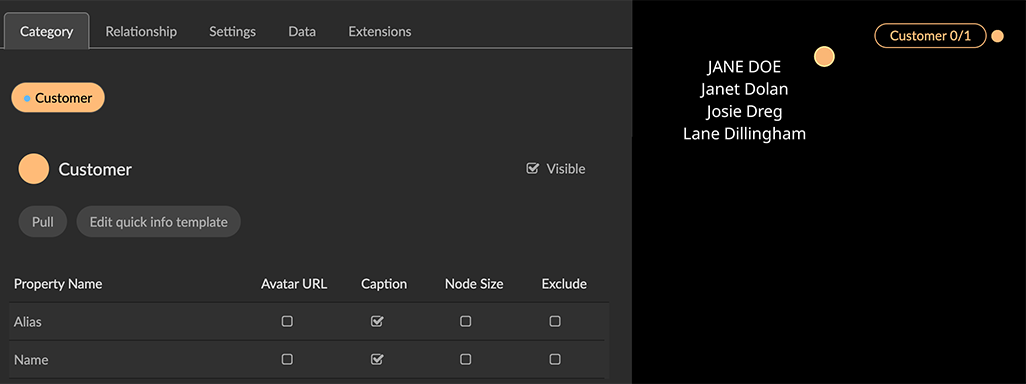 Category Relationship Settings Data Extensions
Customer
Customer Visible
Pull Edit quick info template
Property Name Avatar URL Caption Node Size Exclude
Alias
Name
Customer 0/1
JANE DOE
Janet Dolan
Josie Dreg
Lane Dillingham